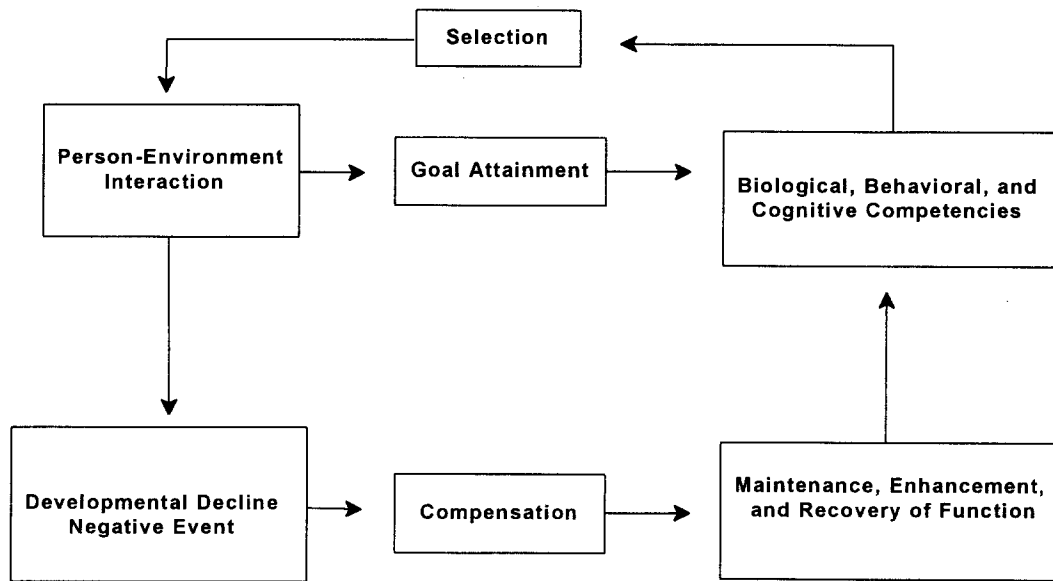 Selection
Person-Environment
Interaction
Goal Attainment
Biological, Behavioral, and
Cognitive Competencies
Developmental Decline
Negative Event
Compensation
Maintenance, Enhancement,
and Recovery of Function